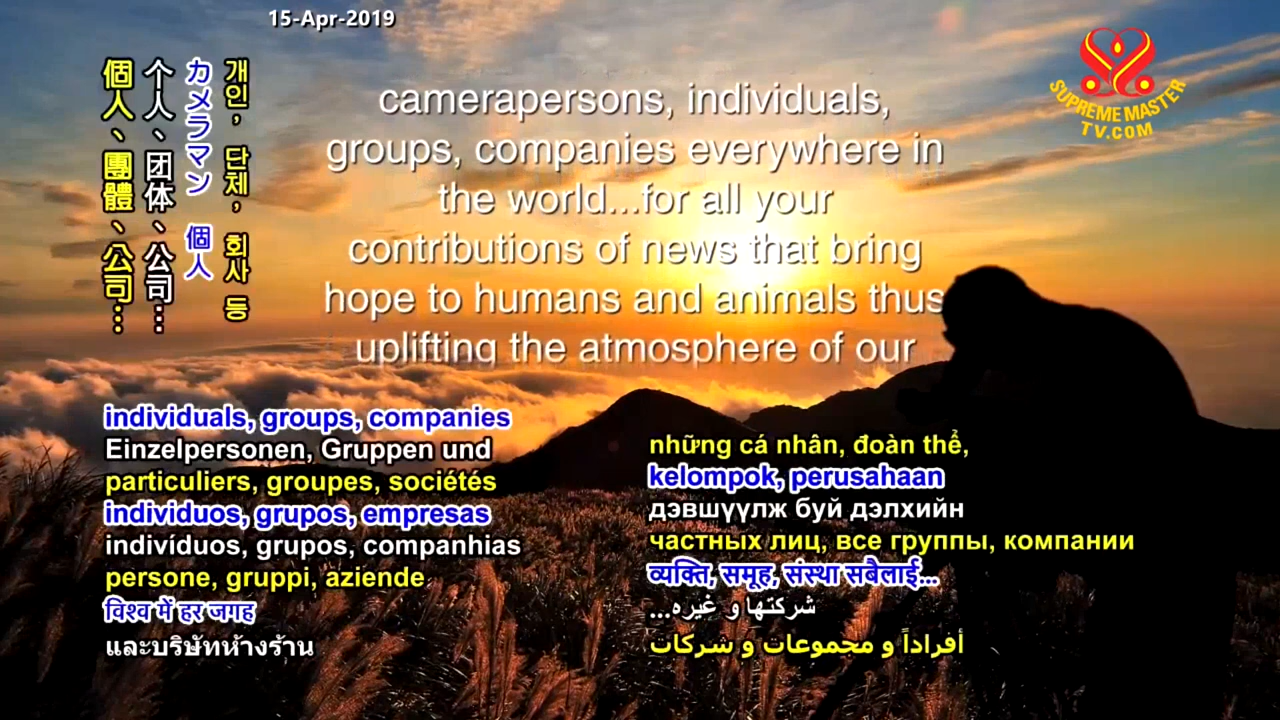 15-Apr-2019
個人、團體、公司...
个人、团体、公司...
カメラマン 個人
개인, 단체, 회사 등
camerapersons, individuals,
groups, companies everywhere in
the world...for all your
contributions of news that bring
hope to humans and animals thus
uplifting the atmosphere of our
SUPREME MASTER
TV.COM
individuals, groups, companies
Einzelpersonen, Gruppen und
particuliers, groupes, sociétés
individuos, grupos, empresas
indivíduos, grupos, companhias
persone, gruppi, aziende
विश्व में हर जगह
และบริษัทห้างร้าน
những cá nhân, đoàn thể,
kelompok, perusahaan
дэвшүүлж буй дэлхийн
частных лиц, все группы, компании
व्यक्ति, समूह, संस्था सबैलाई...
شرکتها و غیره...
أفراداً و مجموعات و شركات